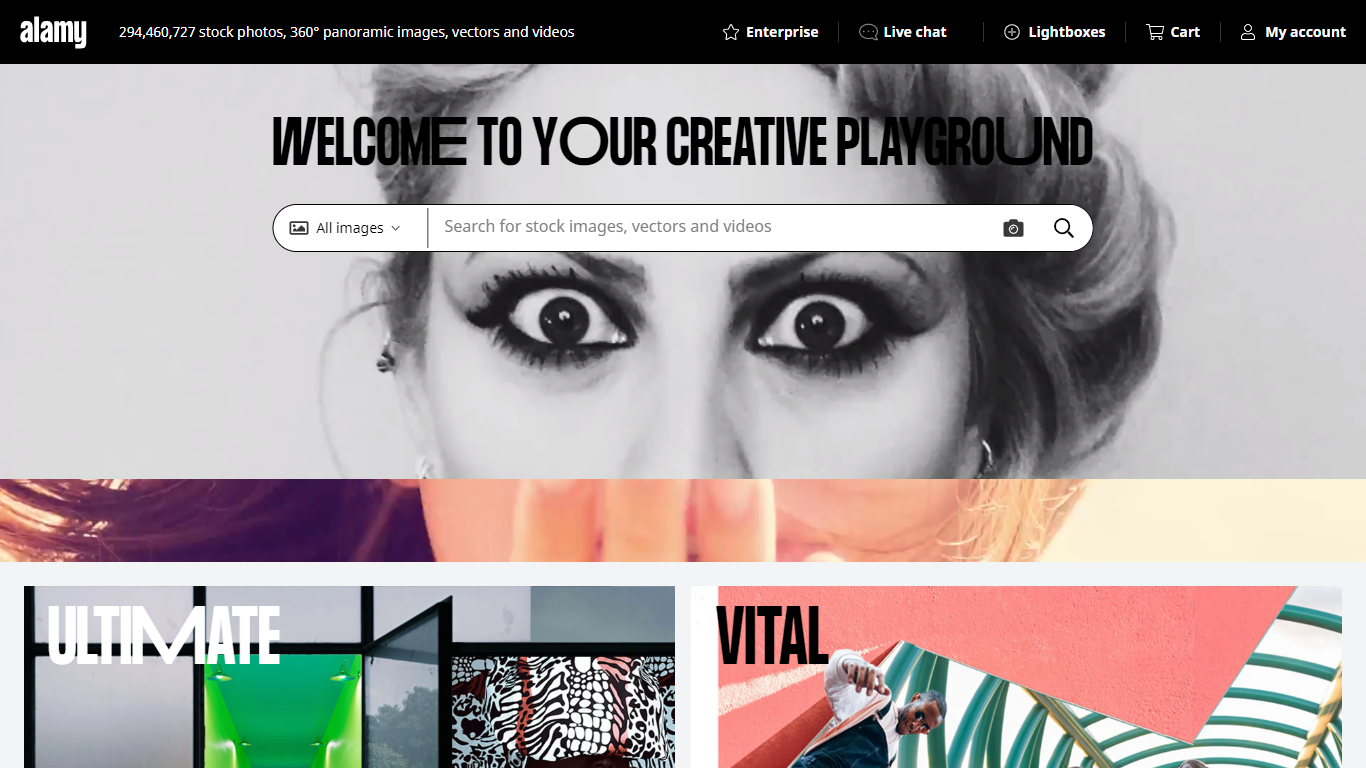 alamy
294,460,727 stock photos, 360° panoramic images, vectors and videos
Enterprise
Live chat
Lightboxes
Cart
My account
WELCOME TO YOUR CREATIVE PLAYGROUND
All images
Search for stock images, vectors and videos
ULTIMATE
VITAL